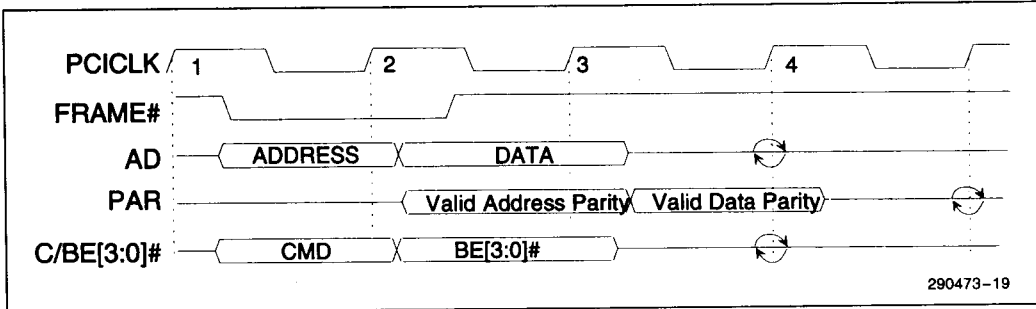 PCICLK 1 2 3 4
FRAME#
AD ADDRESS DATA
PAR Valid Address Parity Valid Data Parity
C/BE[3:0]# CMD BE[3:0]#
290473-19